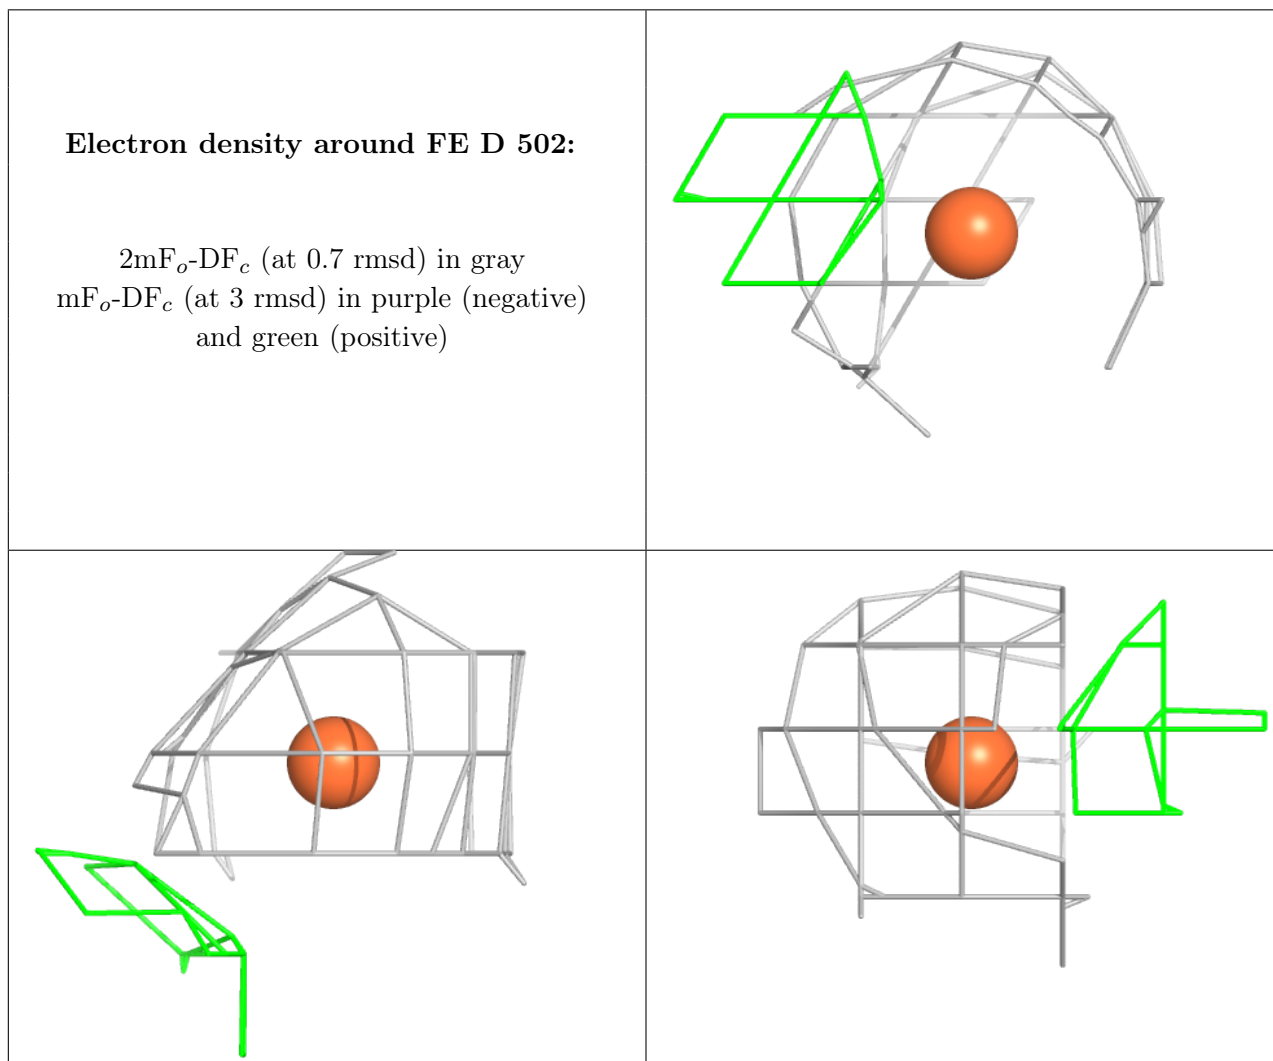 Electron density around FE D 502:
2mFo-DFc (at 0.7 rmsd) in gray
mFo-DFc (at 3 rmsd) in purple (negative)
and green (positive)